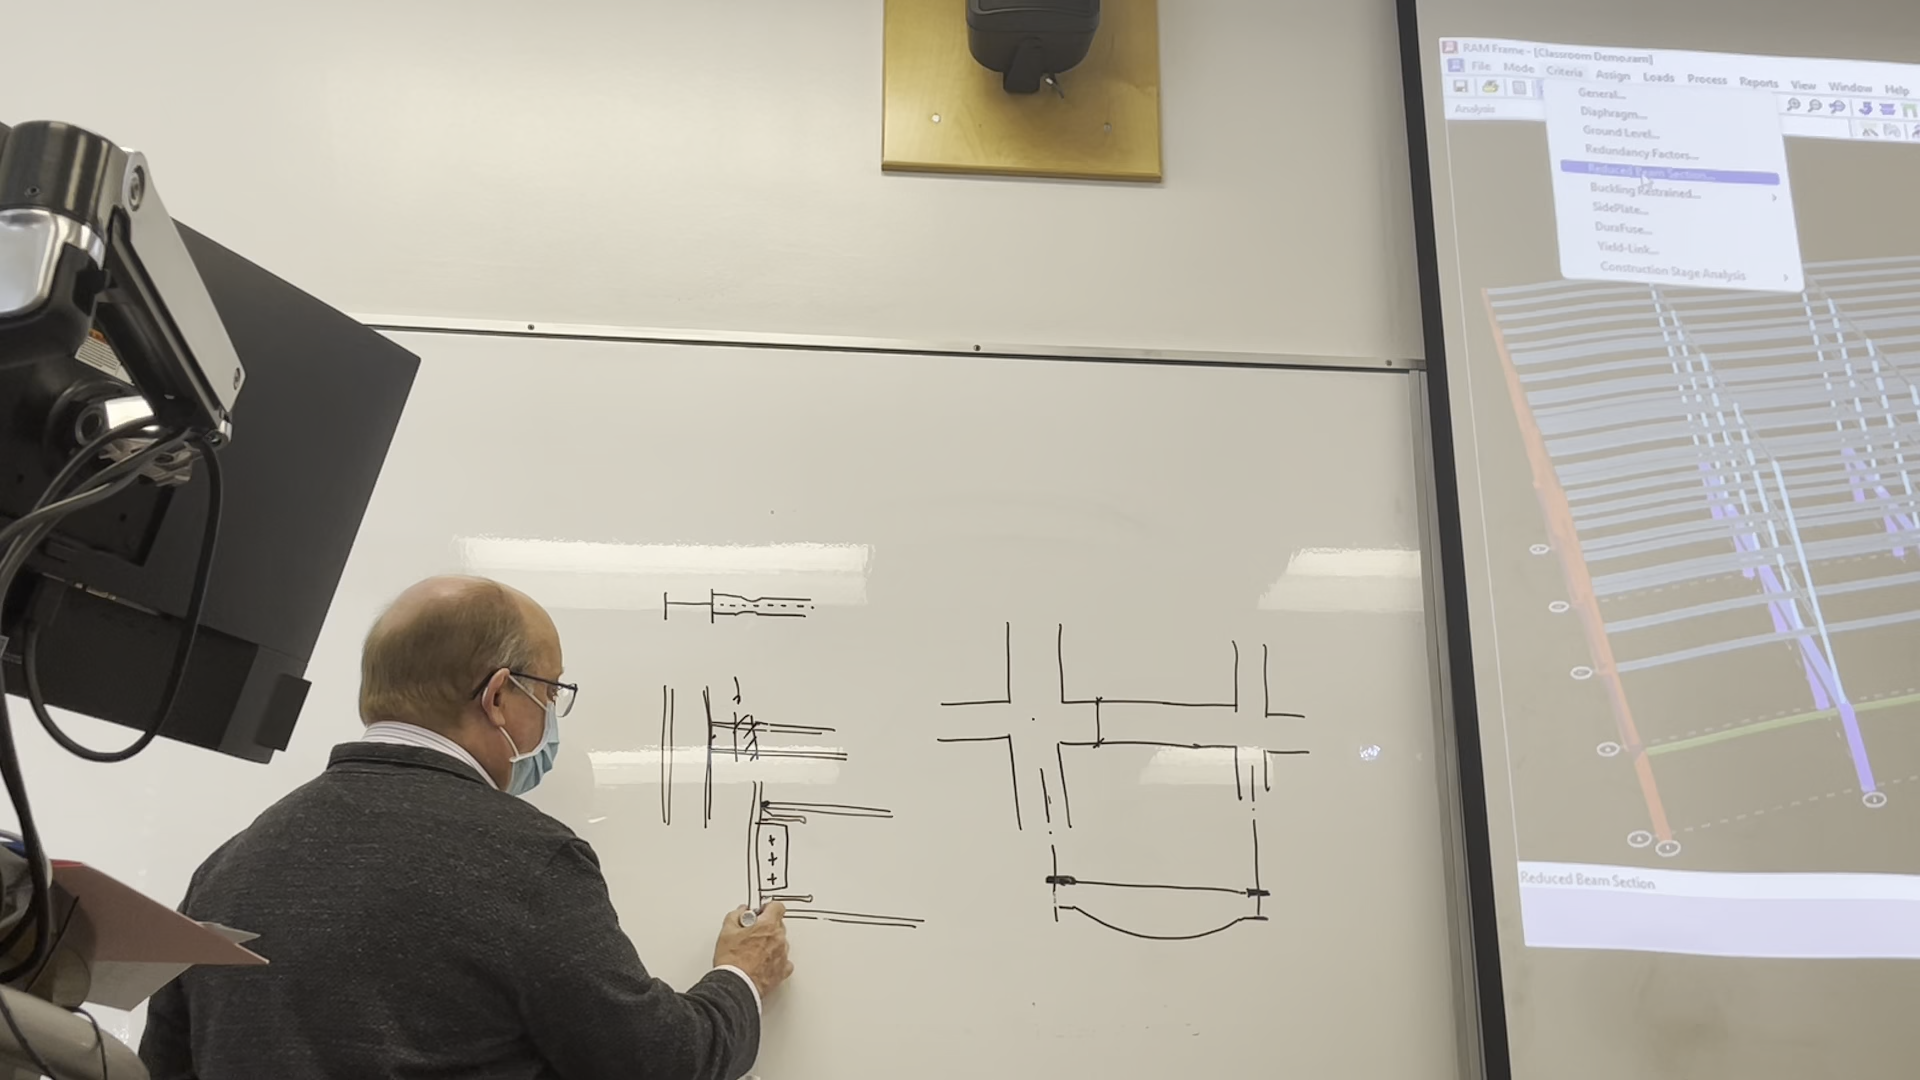 RAM Frame - [Classroom Demo.ram]
File Mode Criteria Assign Loads Process Reports View Window Help
Analysis
General...
Diaphragm...
Ground Level...
Redundancy Factors...
Reduced Beam Section...
Buckling Restrained...
SidePlate...
DuraFuse...
Yield-Link...
Construction Stage Analysis
Reduced Beam Section